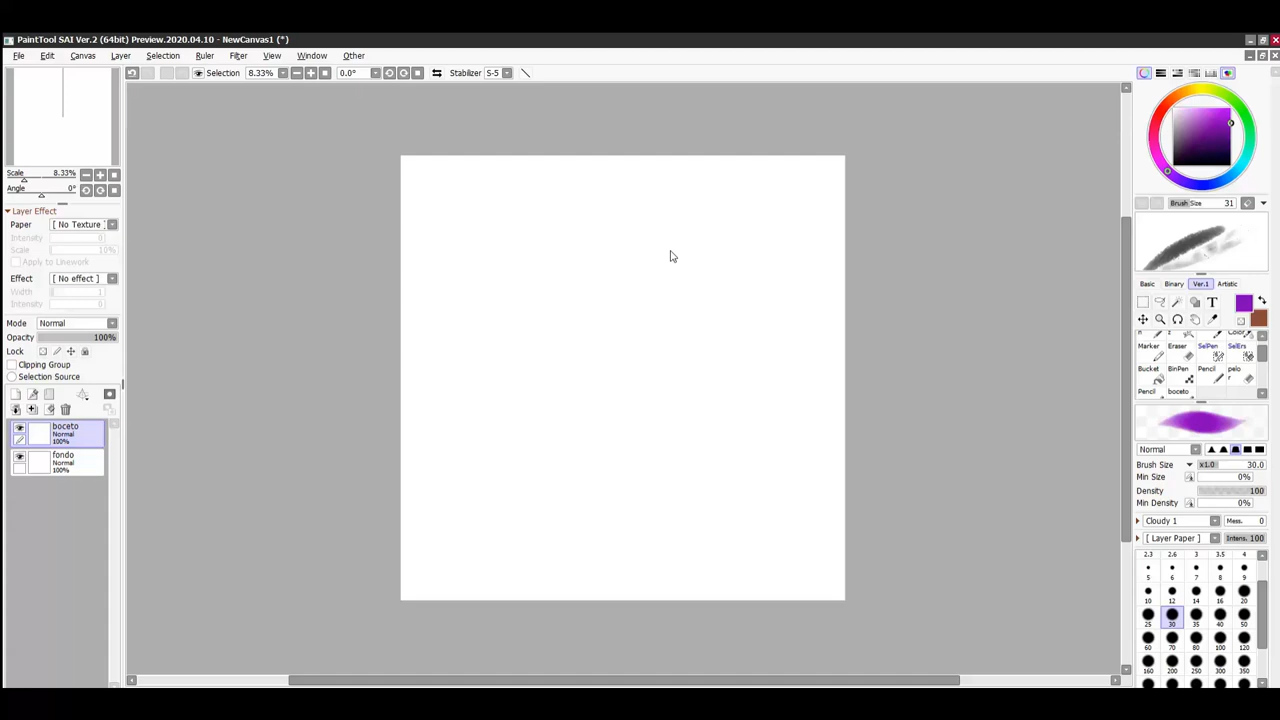 PaintTool SAI Ver.2 (64bit) Preview.2020.04.10 - NewCanvas1 (*)
File Edit Canvas Layer Selection Ruler Filter View Window Other
Selection 8.33% 0.0° Stabilizer S-5
Scale 8.33%
Angle 0°
Layer Effect
Paper [ No Texture ]
Intensity 0
Scale 10%
Apply to Linework
Effect [ No effect ]
Width 1
Intensity 0
Mode Normal
Opacity 100%
Lock
Clipping Group
Selection Source
boceto
Normal
100%
fondo
Normal
100%
Brush Size 31
Basic Binary Ver.1 Artistic
T
Marker Eraser SelPen SelErs
Bucket BinPen Pencil pelo
r
Pencil boceto
Normal
Brush Size x1.0 30.0
Min Size 0%
Density 100
Min Density 0%
Cloudy 1 Mess. 0
[ Layer Paper ] Intens. 100
2.3 2.6 3 3.5 4
5 6 7 8 9
10 12 14 16 20
25 30 35 40 50
60 70 80 100 120
160 200 250 300 350